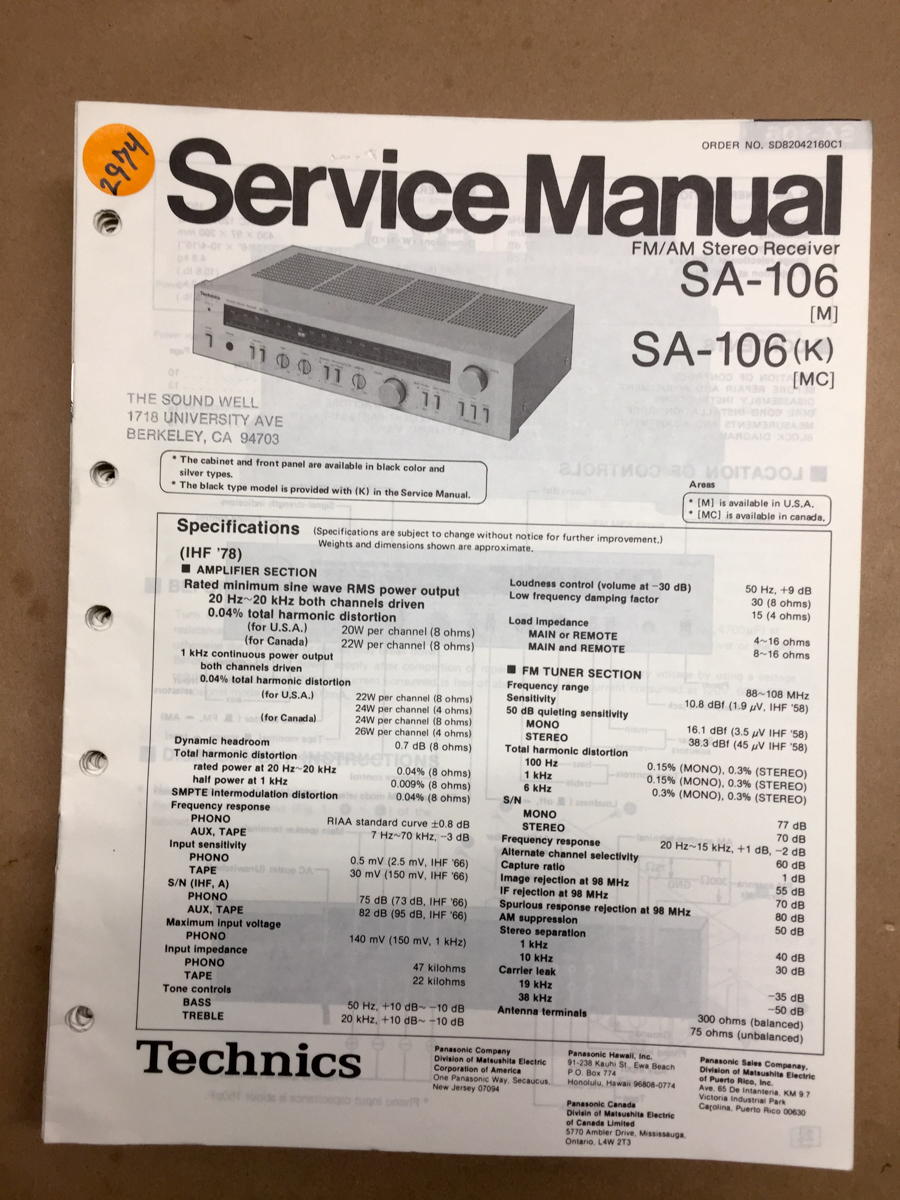 2974
ORDER NO. SD82042160C1
Service Manual
FM/AM Stereo Receiver
SA-106
[M]
SA-106(K)
[MC]
Technics
THE SOUND WELL
1718 UNIVERSITY AVE
BERKELEY, CA 94703
* The cabinet and front panel are available in black color and
silver types.
* The black type model is provided with (K) in the Service Manual.
Areas
* [M] is available in U.S.A.
* [MC] is available in canada.
Specifications (Specifications are subject to change without notice for further improvement.)
Weights and dimensions shown are approximate.
(IHF '78)
■ AMPLIFIER SECTION
Rated minimum sine wave RMS power output
20 Hz~20 kHz both channels driven
0.04% total harmonic distortion
(for U.S.A.) 20W per channel (8 ohms)
(for Canada) 22W per channel (8 ohms)
1 kHz continuous power output
both channels driven
0.04% total harmonic distortion
(for U.S.A.) 22W per channel (8 ohms)
24W per channel (4 ohms)
(for Canada) 24W per channel (8 ohms)
26W per channel (4 ohms)
Dynamic headroom 0.7 dB (8 ohms)
Total harmonic distortion
rated power at 20 Hz~20 kHz 0.04% (8 ohms)
half power at 1 kHz 0.009% (8 ohms)
SMPTE intermodulation distortion 0.04% (8 ohms)
Frequency response
PHONO RIAA standard curve ±0.8 dB
AUX, TAPE 7 Hz~70 kHz, −3 dB
Input sensitivity
PHONO 0.5 mV (2.5 mV, IHF '66)
TAPE 30 mV (150 mV, IHF '66)
S/N (IHF, A)
PHONO 75 dB (73 dB, IHF '66)
AUX, TAPE 82 dB (95 dB, IHF '66)
Maximum input voltage
PHONO 140 mV (150 mV, 1 kHz)
Input impedance
PHONO 47 kilohms
TAPE 22 kilohms
Tone controls
BASS 50 Hz, +10 dB~ −10 dB
TREBLE 20 kHz, +10 dB~ −10 dB
Loudness control (volume at −30 dB) 50 Hz, +9 dB
Low frequency damping factor 30 (8 ohms)
15 (4 ohms)
Load impedance
MAIN or REMOTE 4~16 ohms
MAIN and REMOTE 8~16 ohms
■ FM TUNER SECTION
Frequency range 88~108 MHz
Sensitivity 10.8 dBf (1.9 µV, IHF '58)
50 dB quieting sensitivity
MONO 16.1 dBf (3.5 µV IHF '58)
STEREO 38.3 dBf (45 µV IHF '58)
Total harmonic distortion
100 Hz 0.15% (MONO), 0.3% (STEREO)
1 kHz 0.15% (MONO), 0.3% (STEREO)
6 kHz 0.3% (MONO), 0.3% (STEREO)
S/N
MONO 77 dB
STEREO 70 dB
Frequency response 20 Hz~15 kHz, +1 dB, −2 dB
Alternate channel selectivity 60 dB
Capture ratio 1 dB
Image rejection at 98 MHz 55 dB
IF rejection at 98 MHz 70 dB
Spurious response rejection at 98 MHz 80 dB
AM suppression 50 dB
Stereo separation
1 kHz 40 dB
10 kHz 30 dB
Carrier leak
19 kHz −35 dB
38 kHz −50 dB
Antenna terminals 300 ohms (balanced)
75 ohms (unbalanced)
Technics
Panasonic Company
Division of Matsushita Electric
Corporation of America
One Panasonic Way, Secaucus,
New Jersey 07094
Panasonic Hawaii, Inc.
91-238 Kauhi St., Ewa Beach
P.O. Box 774
Honolulu, Hawaii 96808-0774
Panasonic Canada
Divisin of Matsushita Electric
of Canada Limited
5770 Ambler Drive, Mississauga,
Ontario, L4W 2T3
Panasonic Sales Companay,
Division of Matsushita Electric
of Puerto Rico, Inc.
Ave. 65 De Intanteria, KM 9.7
Victoria Industrial Park
Carolina, Puerto Rico 00630